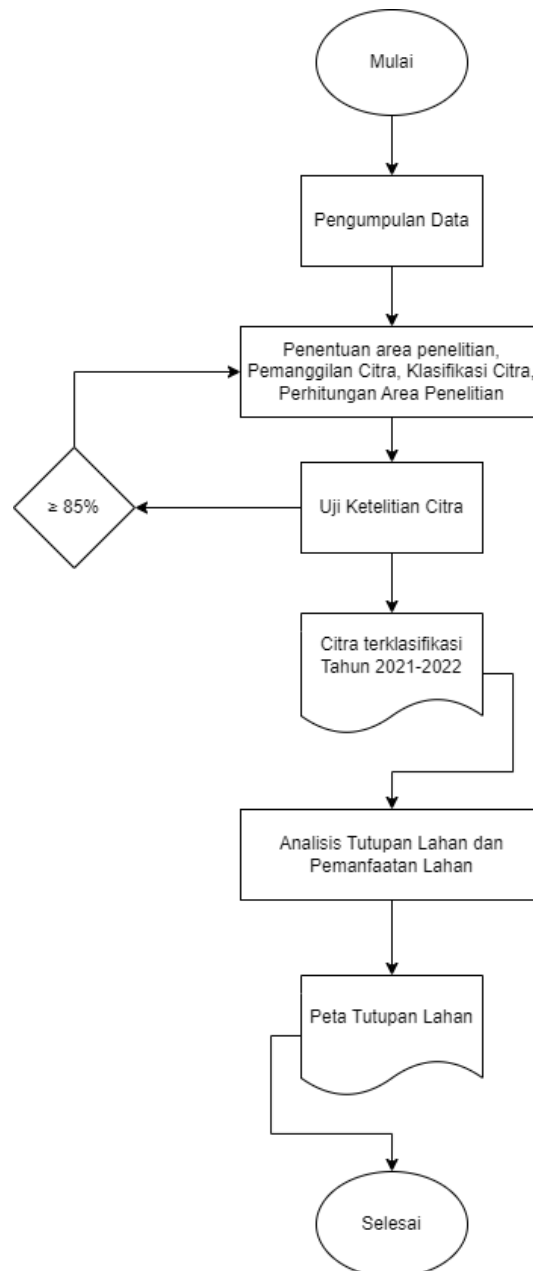 Mulai
Pengumpulan Data
Penentuan area penelitian,
Pemanggilan Citra, Klasifikasi Citra,
Perhitungan Area Penelitian
≥ 85%
Uji Ketelitian Citra
Citra terklasifikasi
Tahun 2021-2022
Analisis Tutupan Lahan dan
Pemanfaatan Lahan
Peta Tutupan Lahan
Selesai